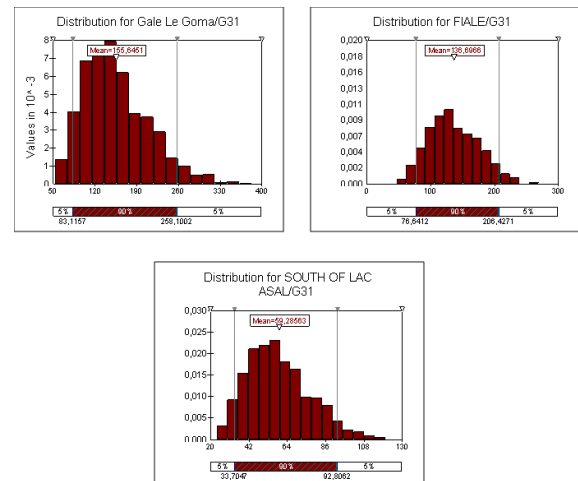 Distribution for Gale Le Goma/G31
Mean=155,6451
Values in 10^ -3
8
7
6
5
4
3
2
1
0
50 120 190 260 330 400
5% 90% 5%
83,1157 258,1002
Distribution for FIALE/G31
Mean=136,6966
0,020
0,018
0,016
0,013
0,011
0,009
0,007
0,004
0,002
0,000
0 100 200 300
5% 90% 5%
76,6412 206,4271
Distribution for SOUTH OF LAC
ASAL/G31
Mean=59,28563
0,030
0,025
0,020
0,015
0,010
0,005
0.000
20 42 64 86 108 130
5% 90% 5%
33,7047 92,8062